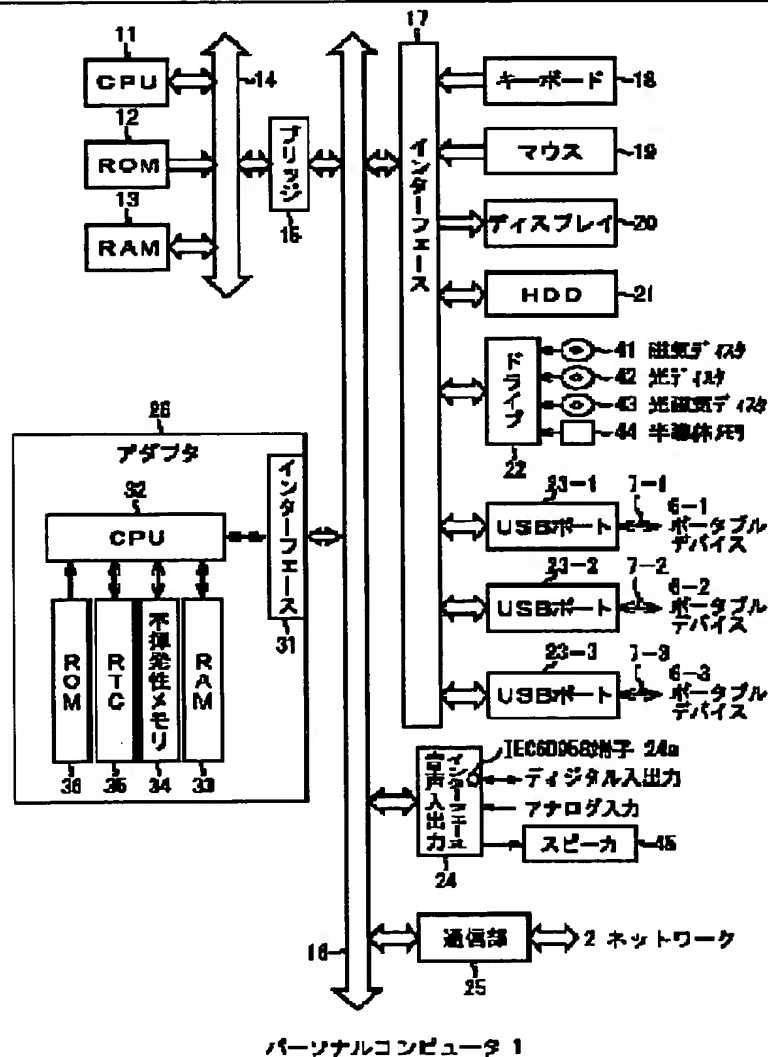 11
CPU
12
ROM
13
RAM
14
ブリッジ
15
16
17
インターフェース
キーボード
18
マウス
19
ディスプレイ
20
HDD
21
ドライブ
22
41 磁気ディスク
42 光ディスク
43 光磁気ディスク
44 半導体メモリ
23-1
USBポート
7-1
6-1
ポータブル
デバイス
23-2
USBポート
7-2
6-2
ポータブル
デバイス
23-3
USBポート
7-3
6-3
ポータブル
デバイス
26
アダプタ
32
CPU
インターフェース
31
ROM
36
RTC
35
不揮発性メモリ
34
RAM
33
音声入出力
インターフェース
24
IEC60958端子 24a
ディジタル入出力
アナログ入力
スピーカ
45
通信部
25
2 ネットワーク
パーソナルコンピュータ 1